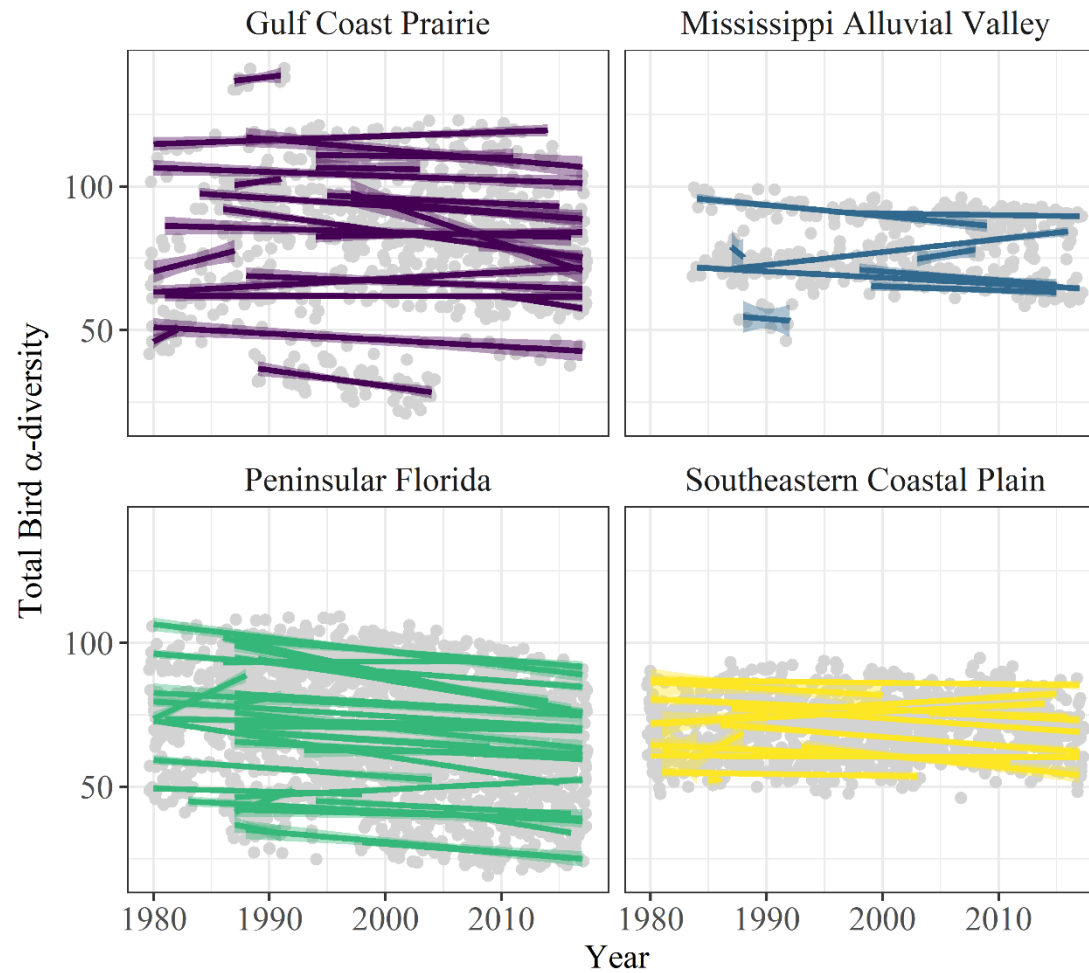 Gulf Coast Prairie
Mississippi Alluvial Valley
100
50
Peninsular Florida
Southeastern Coastal Plain
100
50
1980 1990 2000 2010
1980 1990 2000 2010
Total Bird α-diversity
Year